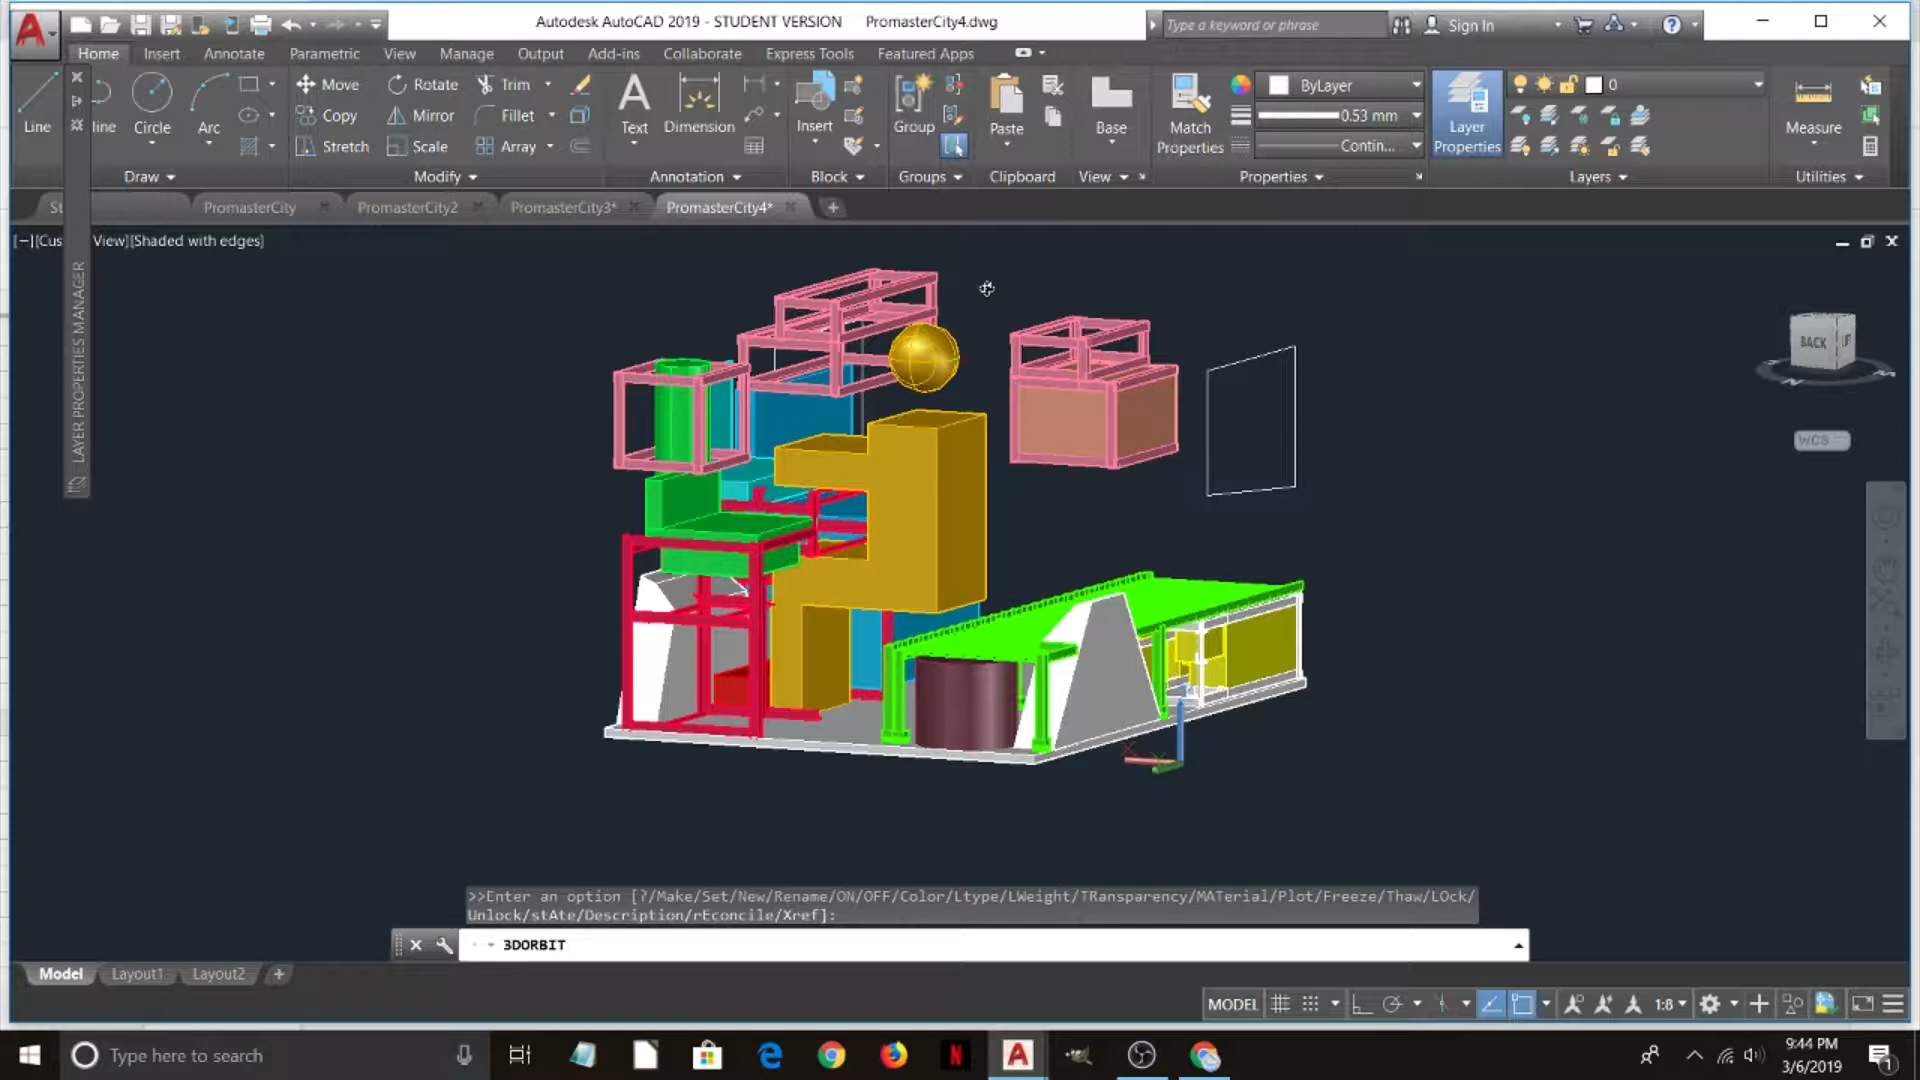 Autodesk AutoCAD 2019 - STUDENT VERSION PromasterCity4.dwg
Type a keyword or phrase
Sign In
Home Insert Annotate Parametric View Manage Output Add-ins Collaborate Express Tools Featured Apps
Line
line
Circle
Arc
Move
Copy
Stretch
Rotate
Mirror
Scale
Trim
Fillet
Array
Text
Dimension
Insert
Group
Paste
Base
Match
Properties
ByLayer
0.53 mm
Contin...
Layer
Properties
0
Measure
Draw Modify Annotation Block Groups Clipboard View Properties Layers Utilities
St PromasterCity PromasterCity2 PromasterCity3* PromasterCity4*
[−][Cus View][Shaded with edges]
LAYER PROPERTIES MANAGER
BACK
WCS
X
Y
>>Enter an option [?/Make/Set/New/Rename/ON/OFF/Color/Ltype/LWeight/TRansparency/MATerial/Plot/Freeze/Thaw/LOck/
Unlock/stAte/Description/rEconcile/Xref]:
3DORBIT
Model Layout1 Layout2
MODEL
1:8
Type here to search
9:44 PM
3/6/2019
1